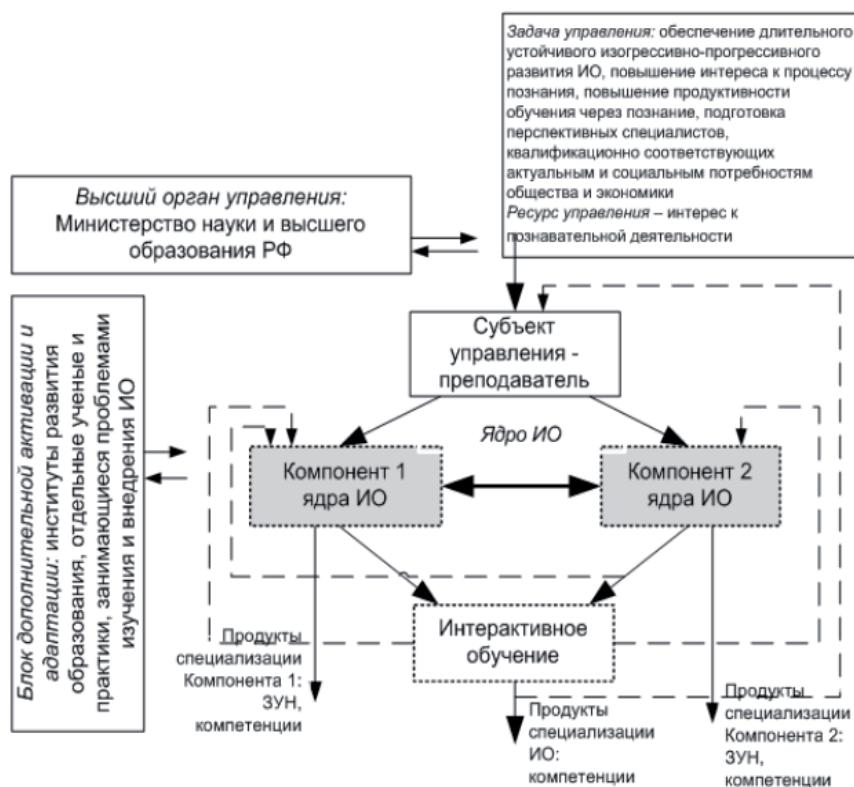 Задача управления: обеспечение длительного
устойчивого изогрессивно-прогрессивного
развития ИО, повышение интереса к процессу
познания, повышение продуктивности
обучения через познание, подготовка
перспективных специалистов,
квалификационно соответствующих
актуальным и социальным потребностям
общества и экономики
Ресурс управления – интерес к
познавательной деятельности
Высший орган управления:
Министерство науки и высшего
образования РФ
Блок дополнительной активации и
адаптации: институты развития
образования, отдельные ученые и
практики, занимающиеся проблемами
изучения и внедрения ИО
Субъект
управления -
преподаватель
Ядро ИО
Компонент 1
ядра ИО
Компонент 2
ядра ИО
Интерактивное
обучение
Продукты
специализации
Компонента 1:
ЗУН,
компетенции
Продукты
специализации
ИО:
компетенции
Продукты
специализации
Компонента 2:
ЗУН,
компетенции